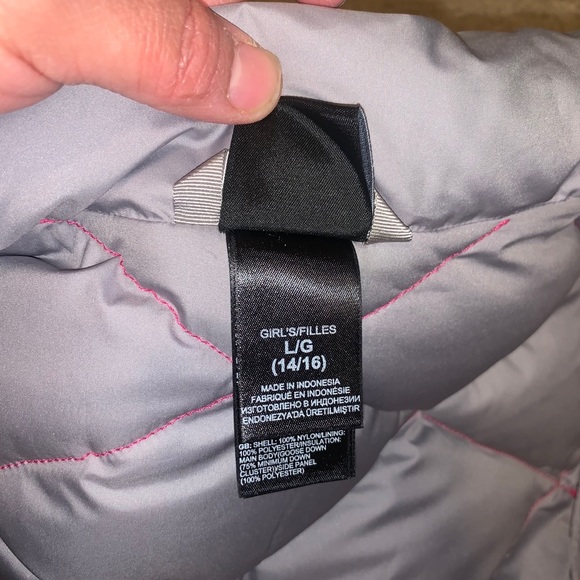 GIRL'S/FILLES
L/G
(14/16)
MADE IN INDONESIA
FABRIQUÉ EN INDONÉSIE
ИЗГОТОВЛЕНО В ИНДОНЕЗИИ
ENDONEZYA'DA ÜRETILMIŞTIR
GB: SHELL: 100% NYLON/LINING:
100% POLYESTER/INSULATION:
MAIN BODY/GOOSE DOWN
(75% MINIMUM DOWN
CLUSTER)/SIDE PANEL
(100% POLYESTER)